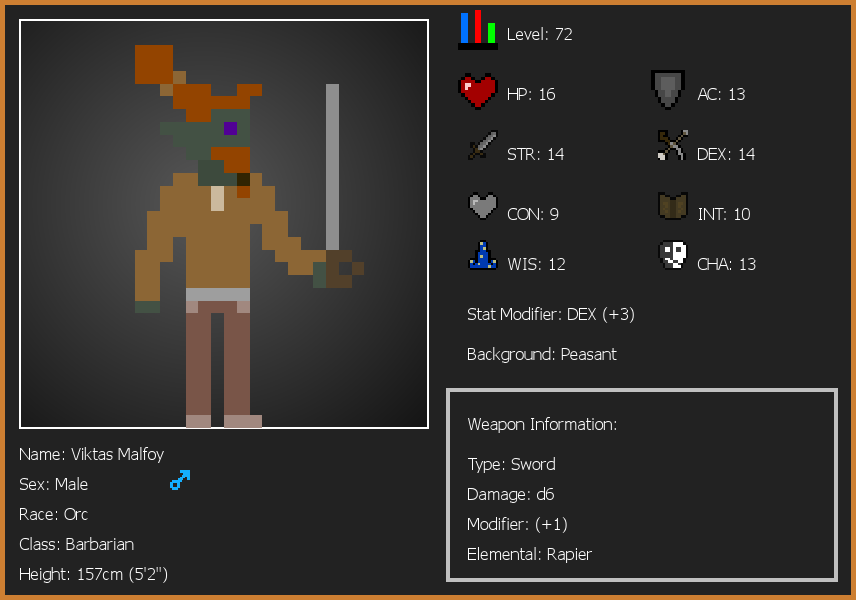 Level: 72
HP: 16
AC: 13
STR: 14
DEX: 14
CON: 9
INT: 10
WIS: 12
CHA: 13
Stat Modifier: DEX (+3)
Background: Peasant
Weapon Information:
Type: Sword
Damage: d6
Modifier: (+1)
Elemental: Rapier
Name: Viktas Malfoy
Sex: Male
Race: Orc
Class: Barbarian
Height: 157cm (5'2")